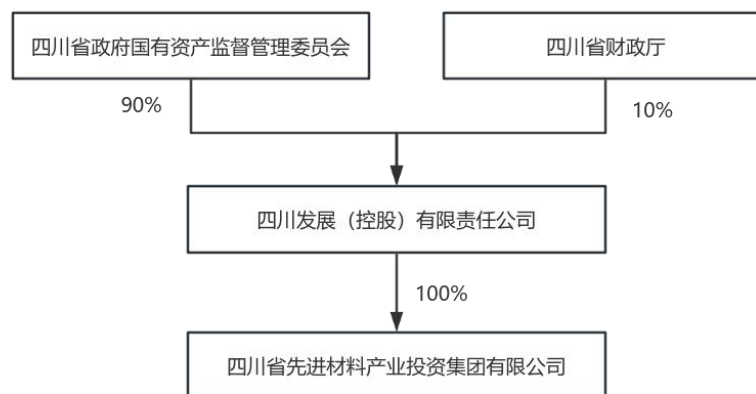 四川省政府国有资产监督管理委员会
四川省财政厅
90%
10%
四川发展（控股）有限责任公司
100%
四川省先进材料产业投资集团有限公司